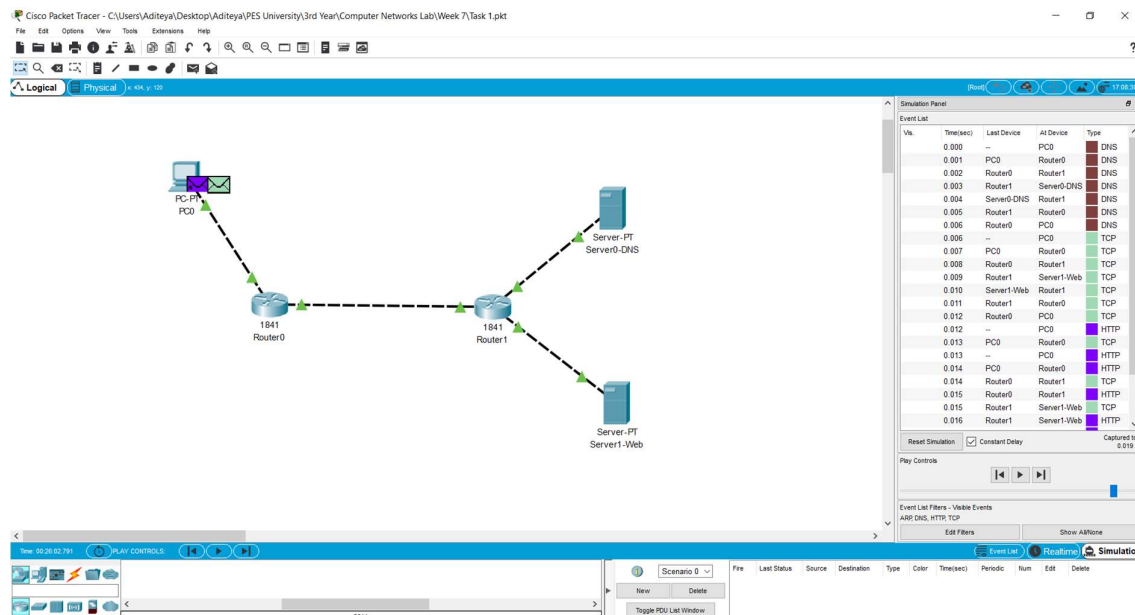 Cisco Packet Tracer - C:\Users\Aditeya\Desktop\Aditeya\PES University\3rd Year\Computer Networks Lab\Week 7\Task 1.pkt
File Edit Options View Tools Extensions Help
?
Logical Physical x: 434, y: 120 [Root] 17:08:30
PC-PT
PC0
1841
Router0
1841
Router1
Server-PT
Server0-DNS
Server-PT
Server1-Web
Simulation Panel
Event List
Vis. Time(sec) Last Device At Device Type
0.000 -- PC0 DNS
0.001 PC0 Router0 DNS
0.002 Router0 Router1 DNS
0.003 Router1 Server0-DNS DNS
0.004 Server0-DNS Router1 DNS
0.005 Router1 Router0 DNS
0.006 Router0 PC0 DNS
0.006 -- PC0 TCP
0.007 PC0 Router0 TCP
0.008 Router0 Router1 TCP
0.009 Router1 Server1-Web TCP
0.010 Server1-Web Router1 TCP
0.011 Router1 Router0 TCP
0.012 Router0 PC0 TCP
0.012 -- PC0 HTTP
0.013 PC0 Router0 TCP
0.013 -- PC0 HTTP
0.014 PC0 Router0 HTTP
0.014 Router0 Router1 TCP
0.015 Router0 Router1 HTTP
0.015 Router1 Server1-Web TCP
0.016 Router1 Server1-Web HTTP
Reset Simulation Constant Delay Captured to
0.019
Play Controls
Event List Filters - Visible Events
ARP, DNS, HTTP, TCP
Edit Filters Show All/None
Time: 00:26:02.791 PLAY CONTROLS: Event List Realtime Simulatio
Scenario 0
New Delete
Toggle PDU List Window
Fire Last Status Source Destination Type Color Time(sec) Periodic Num Edit Delete